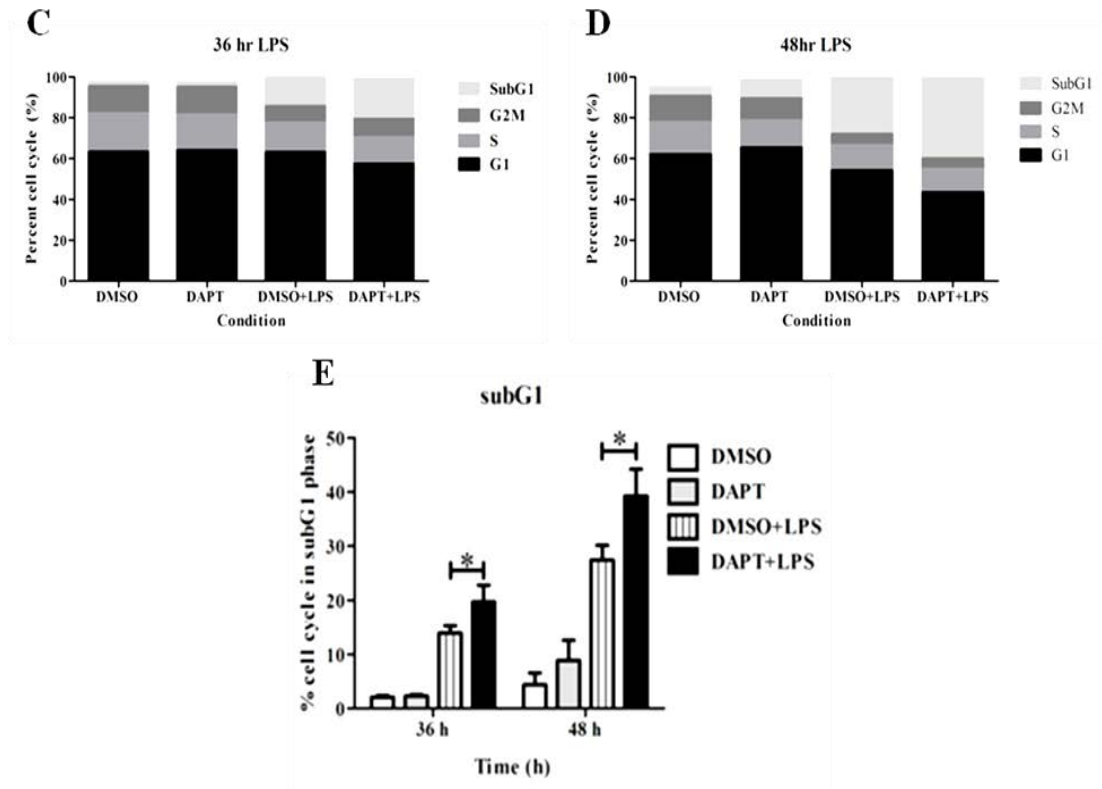 C
36 hr LPS
Percent cell cycle (%)
100
80
60
40
20
0
DMSO DAPT DMSO+LPS DAPT+LPS
Condition
SubG1
G2M
S
G1
D
48hr LPS
Percent cell cycle (%)
100
80
60
40
20
0
DMSO DAPT DMSO+LPS DAPT+LPS
Condition
SubG1
G2M
S
G1
E
subG1
% cell cycle in subG1 phase
50
40
30
20
10
0
*
*
36 h 48 h
Time (h)
DMSO
DAPT
DMSO+LPS
DAPT+LPS